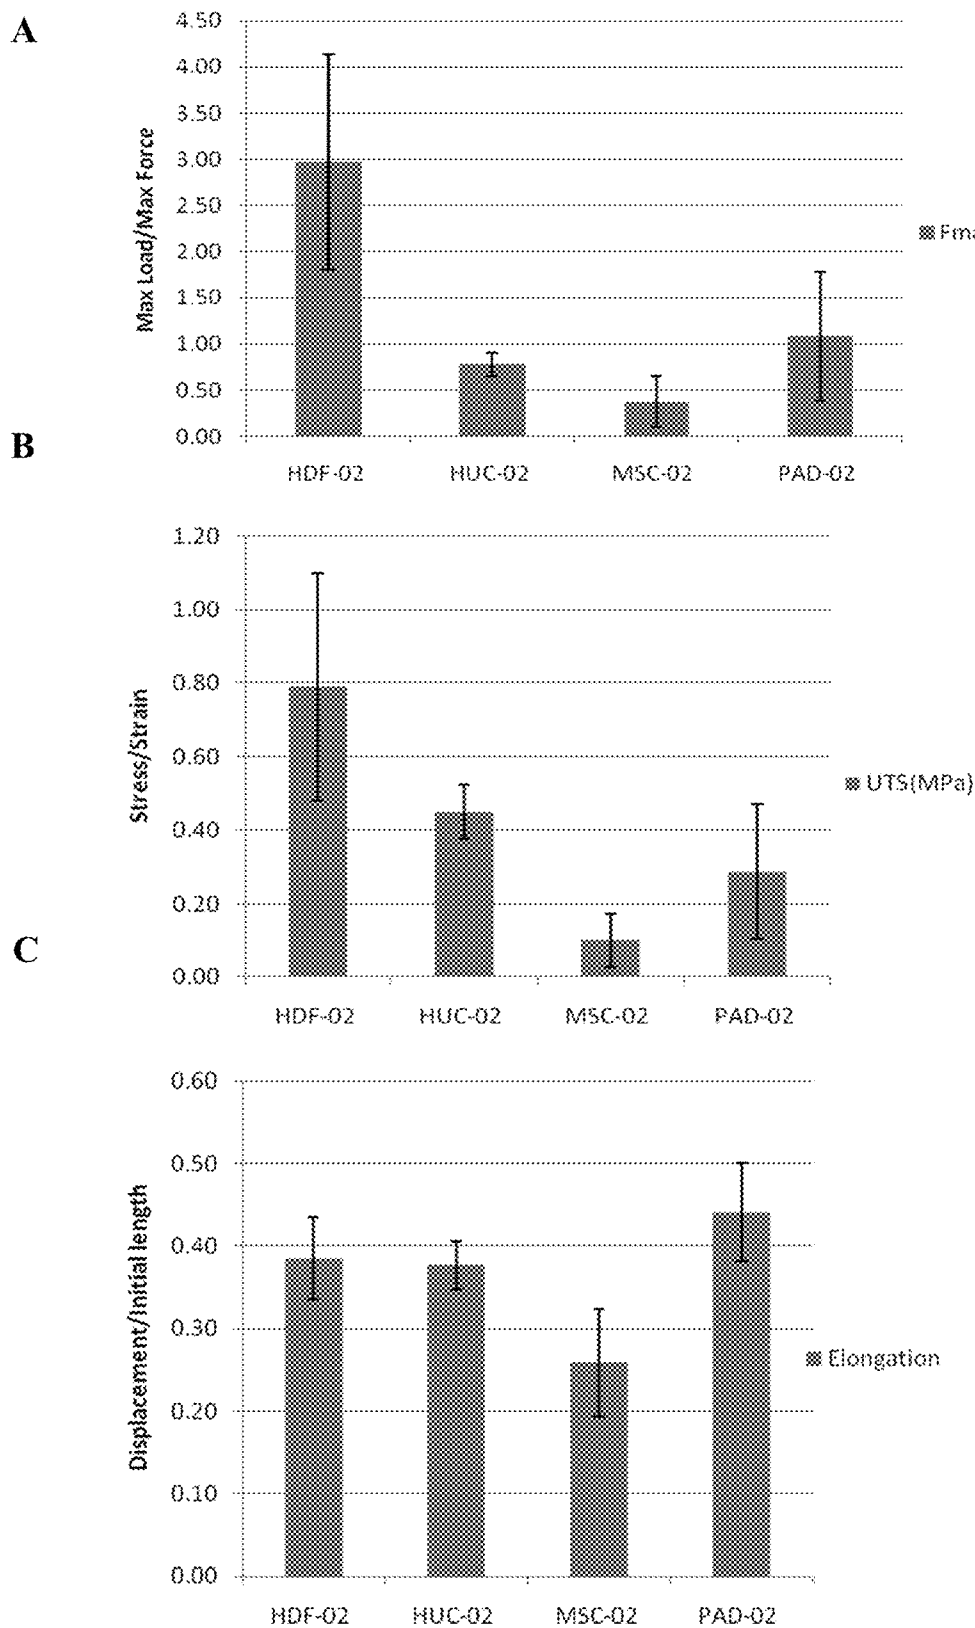 A
Max Load/Max Force
4.50
4.00
3.50
3.00
2.50
2.00
1.50
1.00
0.50
0.00
HDF-02 HUC-02 MSC-02 PAD-02
Fma
B
Stress/Strain
1.20
1.00
0.80
0.60
0.40
0.20
0.00
HDF-02 HUC-02 MSC-02 PAD-02
UTS(MPa)
C
Displacement/Initial length
0.60
0.50
0.40
0.30
0.20
0.10
0.00
HDF-02 HUC-02 MSC-02 PAD-02
Elongation